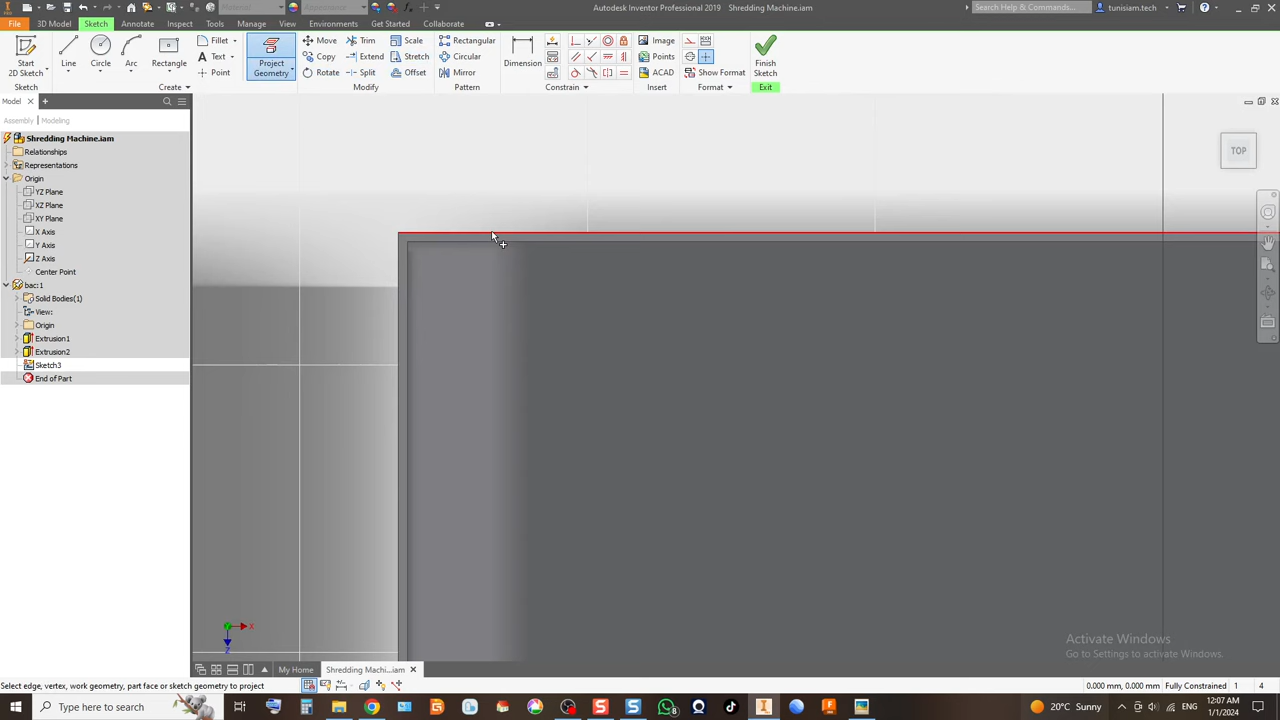 Autodesk Inventor Professional 2019 Shredding Machine.iam
Search Help & Commands...
tunisiam.tech
File 3D Model Sketch Annotate Inspect Tools Manage View Environments Get Started Collaborate
Start
2D Sketch
Line
Circle
Arc
Rectangle
Fillet
Text
Point
Project
Geometry
Move
Copy
Rotate
Trim
Extend
Split
Scale
Stretch
Offset
Rectangular
Circular
Mirror
Dimension
Image
Points
ACAD
Show Format
Finish
Sketch
Sketch Create Modify Pattern Constrain Insert Format Exit
Model
Assembly Modeling
Shredding Machine.iam
Relationships
Representations
Origin
YZ Plane
XZ Plane
XY Plane
X Axis
Y Axis
Z Axis
Center Point
bac:1
Solid Bodies(1)
View:
Origin
Extrusion1
Extrusion2
Sketch3
End of Part
TOP
X
Activate Windows
Go to Settings to activate Windows.
My Home Shredding Machi...iam
Select edge, vertex, work geometry, part face or sketch geometry to project
0.000 mm, 0.000 mm Fully Constrained 1 4
Type here to search
20°C Sunny
12:07 AM
1/1/2024